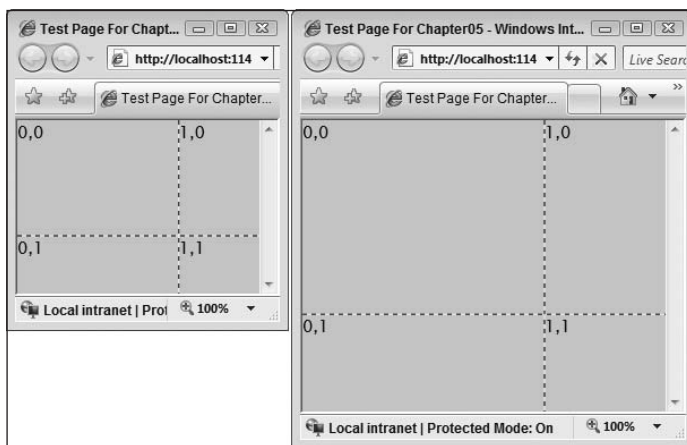 Test Page For Chapt...
http://localhost:114
Test Page For Chapter...
0,0 1,0
0,1 1,1
Local intranet | Prot 100%
Test Page For Chapter05 - Windows Int...
http://localhost:114 Live Searc
Test Page For Chapter...
0,0 1,0
0,1 1,1
Local intranet | Protected Mode: On 100%